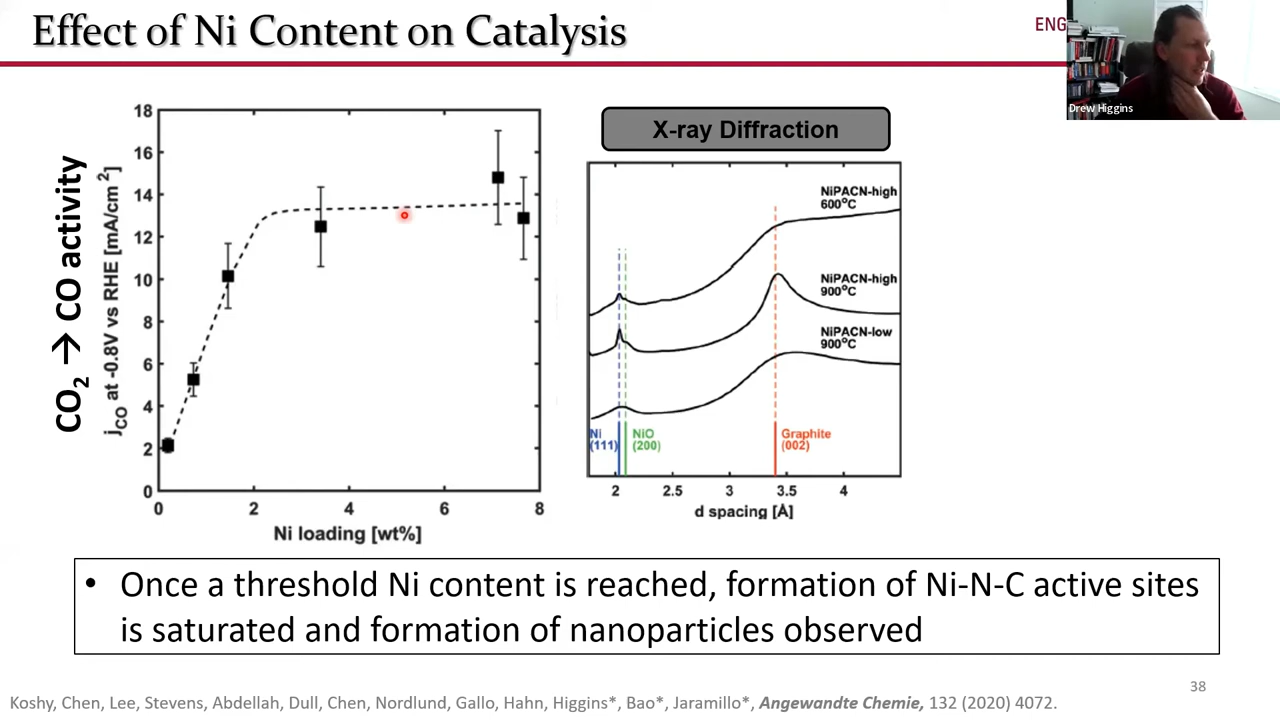 Effect of Ni Content on Catalysis
ENG
Drew Higgins
CO2 → CO activity
jCO at -0.8V vs RHE [mA/cm2]
18
16
14
12
10
8
6
4
2
0
0 2 4 6 8
Ni loading [wt%]
X-ray Diffraction
NiPACN-high
600°C
NiPACN-high
900°C
NiPACN-low
900°C
Ni
(111)
NiO
(200)
Graphite
(002)
2 2.5 3 3.5 4
d spacing [Å]
• Once a threshold Ni content is reached, formation of Ni-N-C active sites
is saturated and formation of nanoparticles observed
38
Koshy, Chen, Lee, Stevens, Abdellah, Dull, Chen, Nordlund, Gallo, Hahn, Higgins*, Bao*, Jaramillo*, Angewandte Chemie, 132 (2020) 4072.